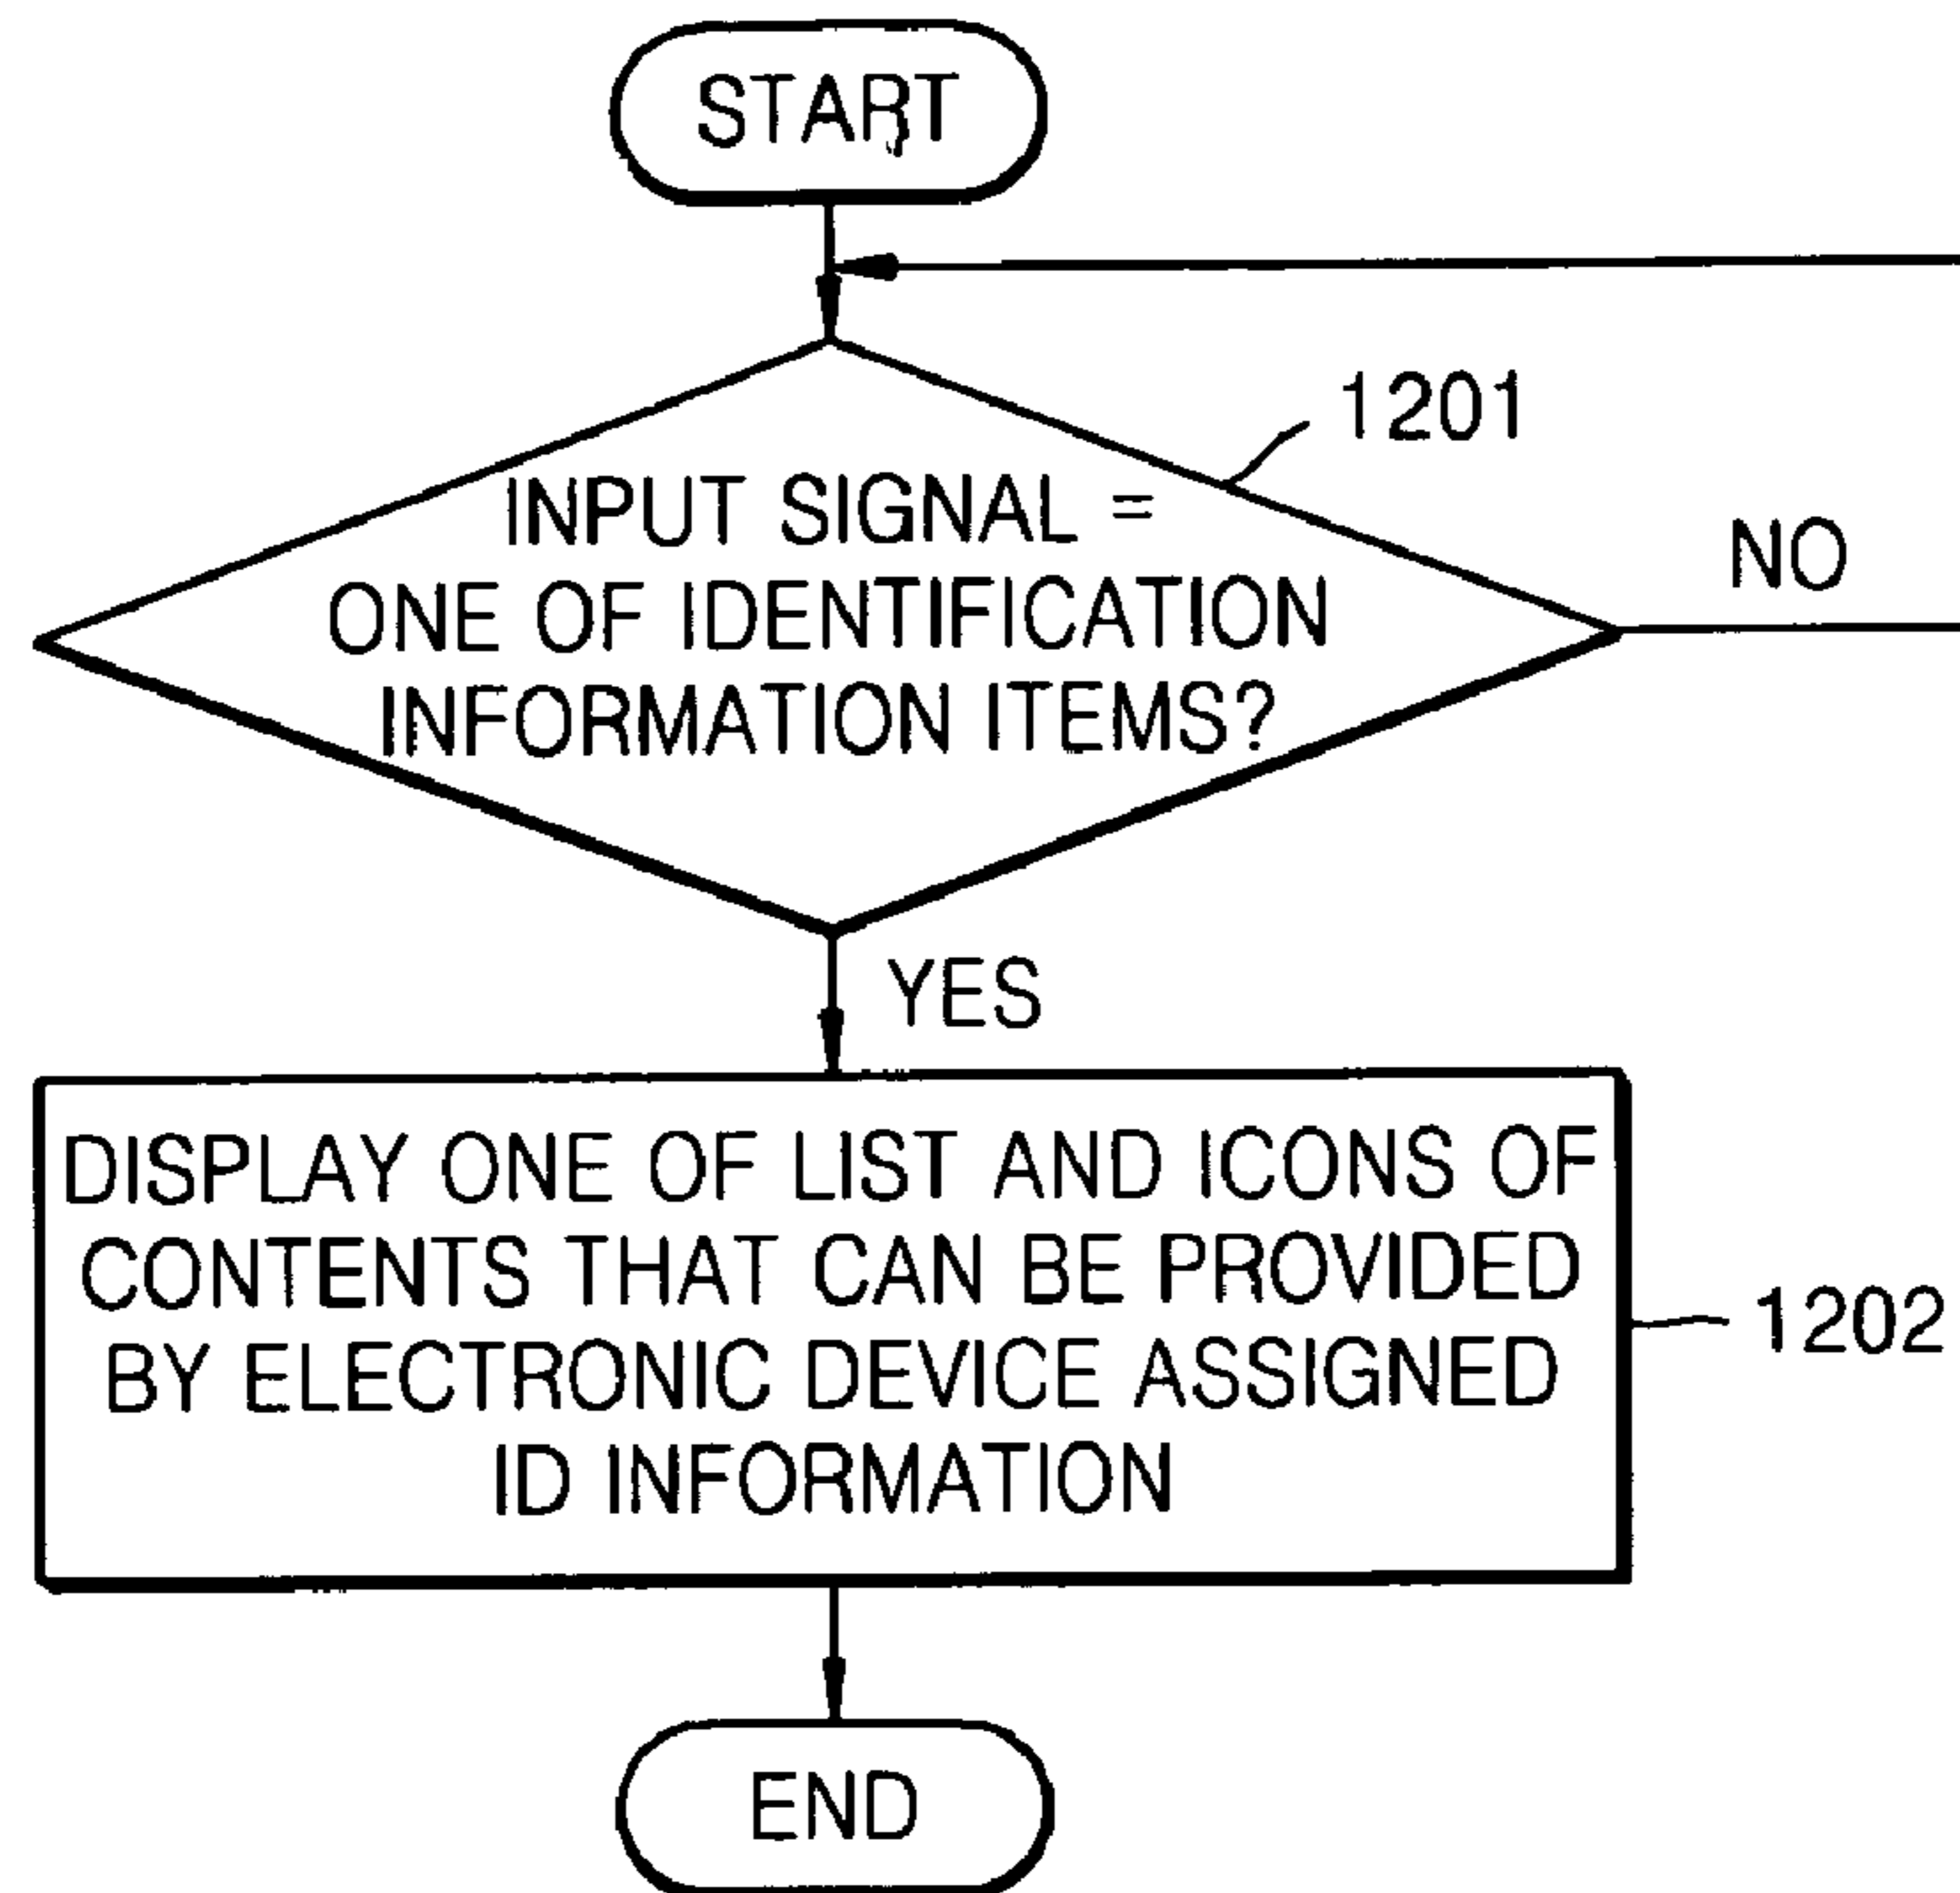 START
1201
INPUT SIGNAL =
ONE OF IDENTIFICATION
INFORMATION ITEMS?
NO
YES
DISPLAY ONE OF LIST AND ICONS OF
CONTENTS THAT CAN BE PROVIDED
BY ELECTRONIC DEVICE ASSIGNED
ID INFORMATION
1202
END